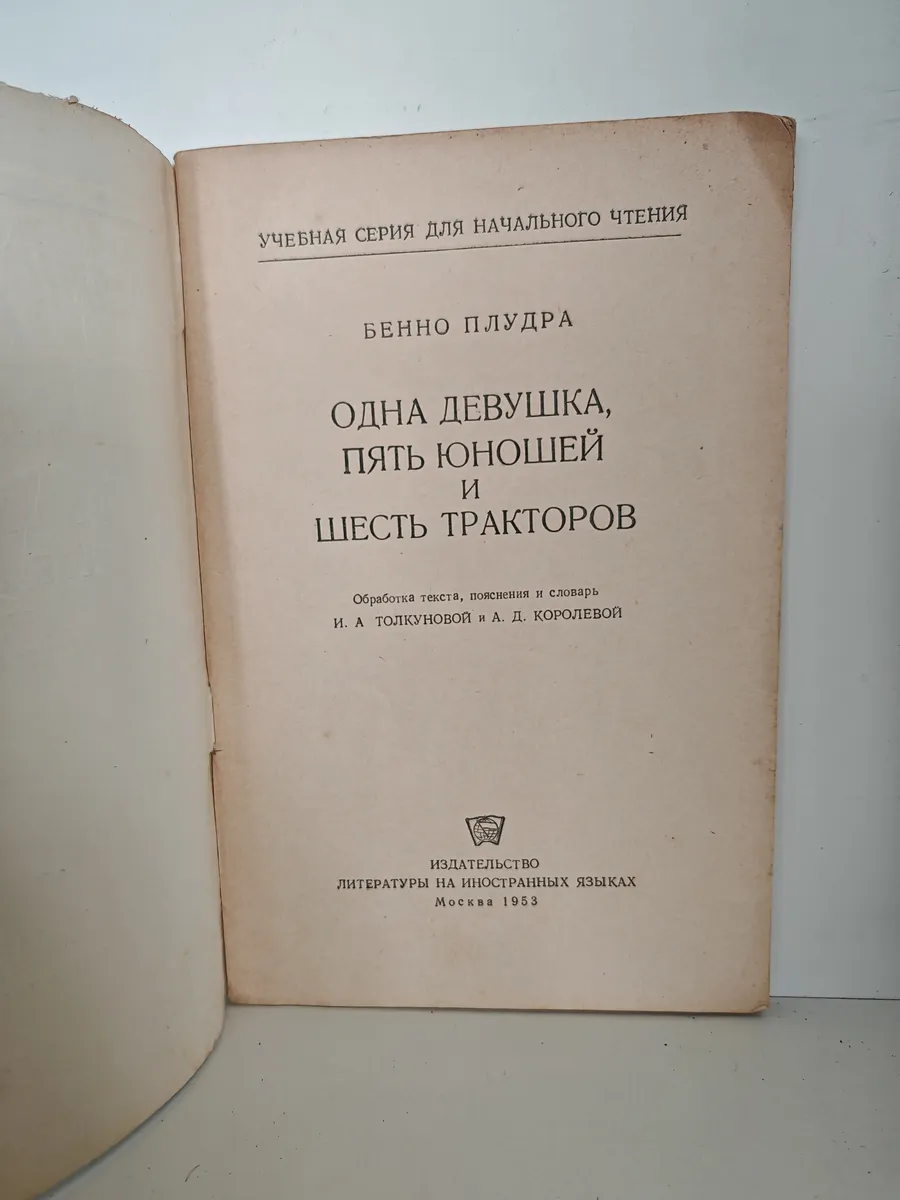 УЧЕБНАЯ СЕРИЯ ДЛЯ НАЧАЛЬНОГО ЧТЕНИЯ
БЕННО ПЛУДРА
ОДНА ДЕВУШКА,
ПЯТЬ ЮНОШЕЙ
И
ШЕСТЬ ТРАКТОРОВ
Обработка текста, пояснения и словарь
И. А ТОЛКУНОВОЙ и А. Д. КОРОЛЕВОЙ
ИЗДАТЕЛЬСТВО
ЛИТЕРАТУРЫ НА ИНОСТРАННЫХ ЯЗЫКАХ
Москва 1953